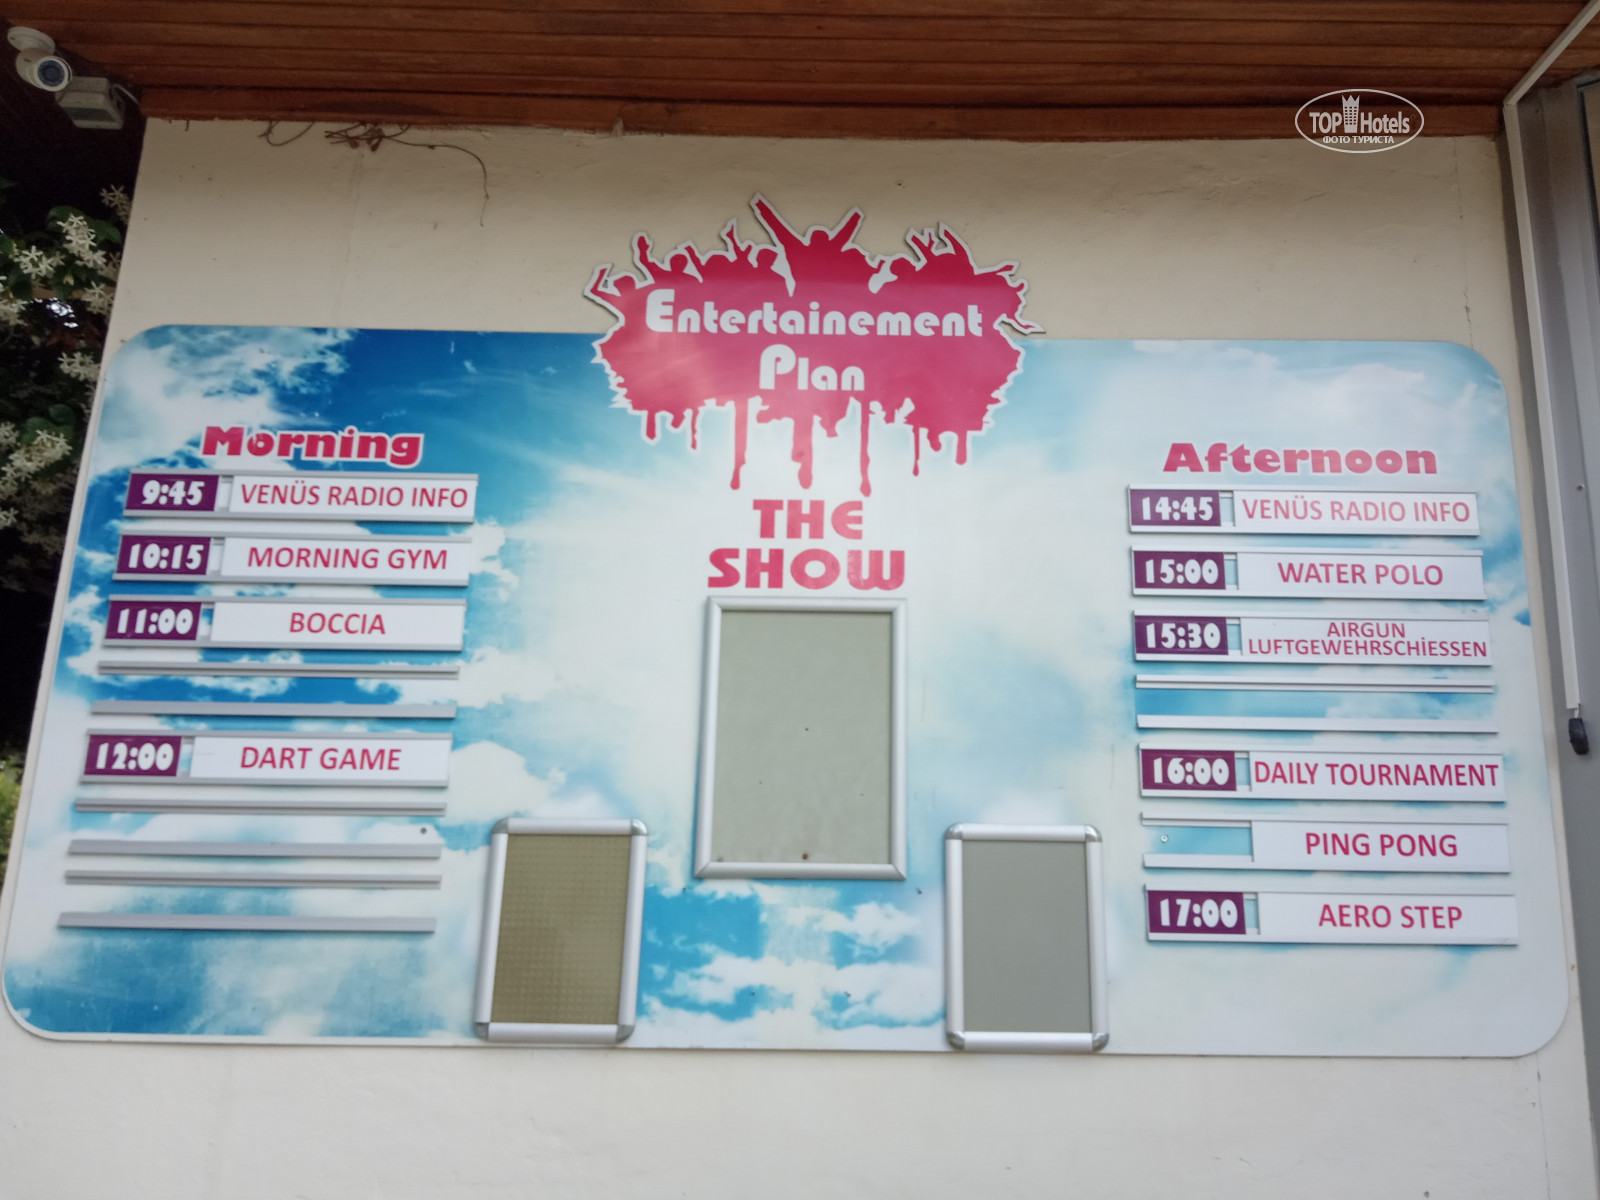 TOP Hotels
ФОТО ТУРИСТА
Entertainement
Plan
Morning
9:45 VENÜS RADIO INFO
10:15 MORNING GYM
11:00 BOCCIA
12:00 DART GAME
THE
SHOW
Afternoon
14:45 VENÜS RADIO INFO
15:00 WATER POLO
15:30 AIRGUN
LUFTGEWEHRSCHİESSEN
16:00 DAILY TOURNAMENT
PING PONG
17:00 AERO STEP